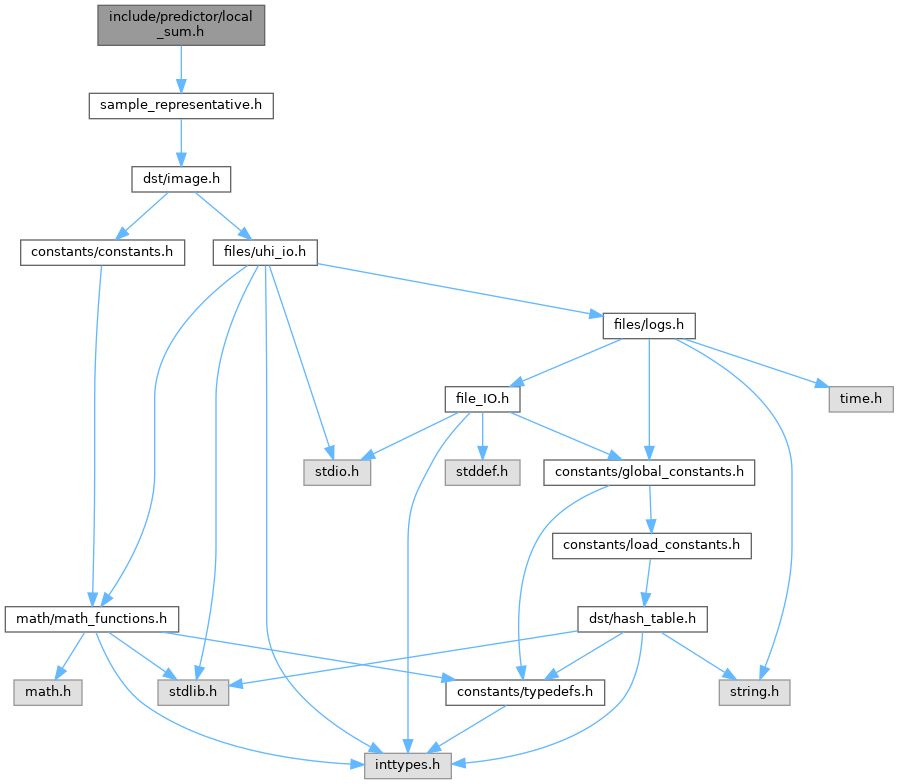 include/predictor/local
_sum.h
sample_representative.h
dst/image.h
constants/constants.h
files/uhi_io.h
files/logs.h
file_IO.h
time.h
stdio.h
stddef.h
constants/global_constants.h
constants/load_constants.h
math/math_functions.h
dst/hash_table.h
math.h
stdlib.h
constants/typedefs.h
string.h
inttypes.h